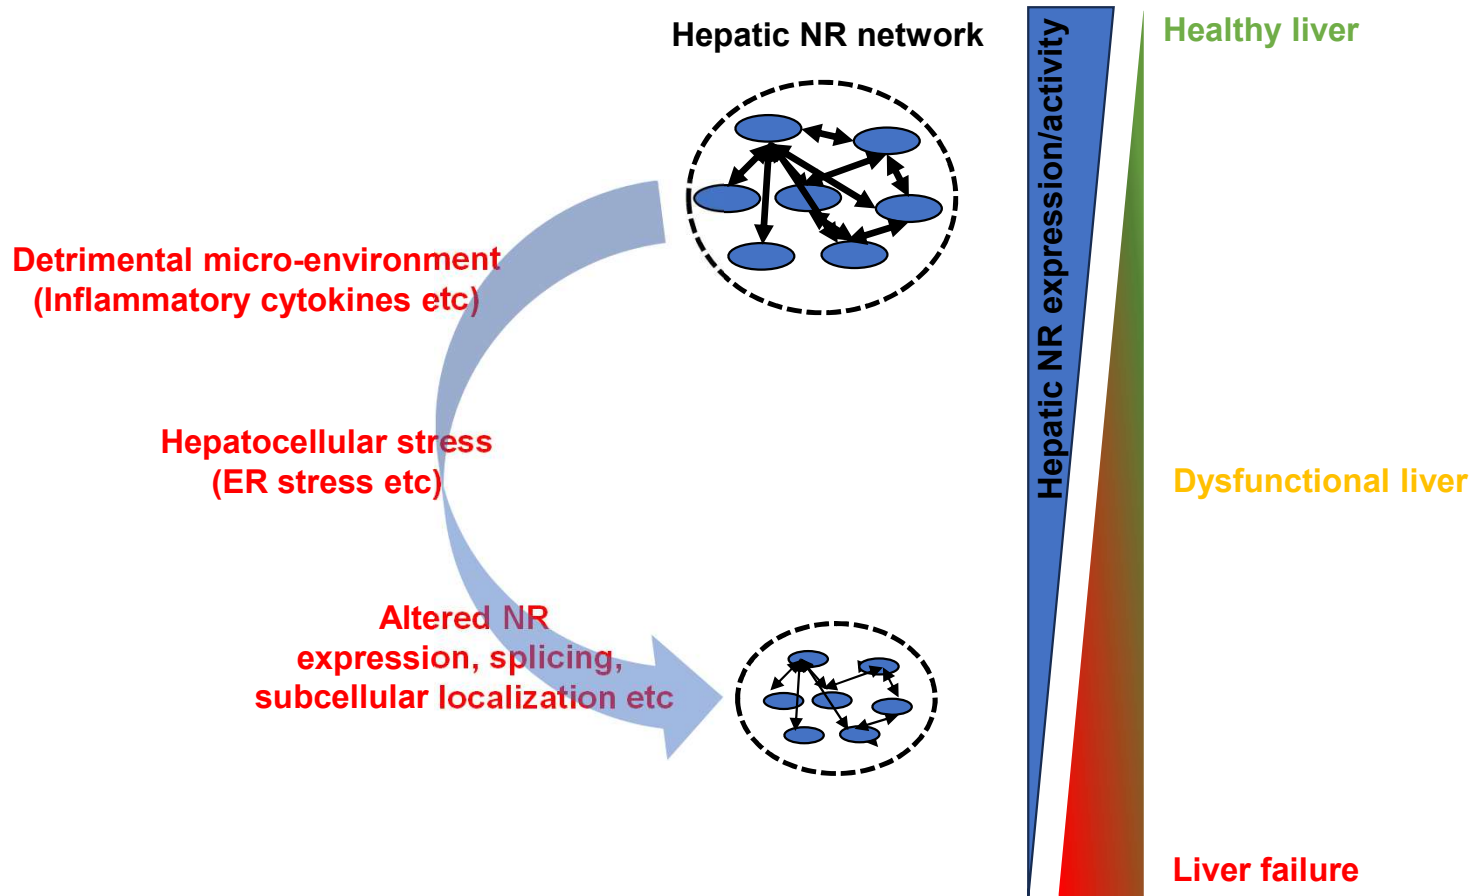 Hepatic NR network
Healthy liver
Hepatic NR expression/activity
Detrimental micro-environment
(Inflammatory cytokines etc)
Hepatocellular stress
(ER stress etc)
Dysfunctional liver
Altered NR
expression, splicing,
subcellular localization etc
Liver failure